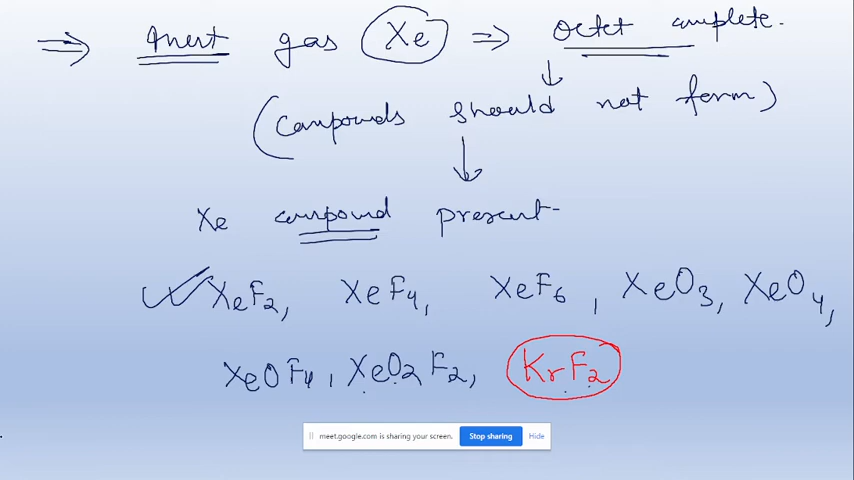 ⇒ Inert gas Xe ⇒ Octet complete.
(Compounds should not form)
Xe compound present
XeF2, XeF4, XeF6, XeO3, XeO4,
XeOF4, XeO2F2, KrF2
meet.google.com is sharing your screen. Stop sharing Hide